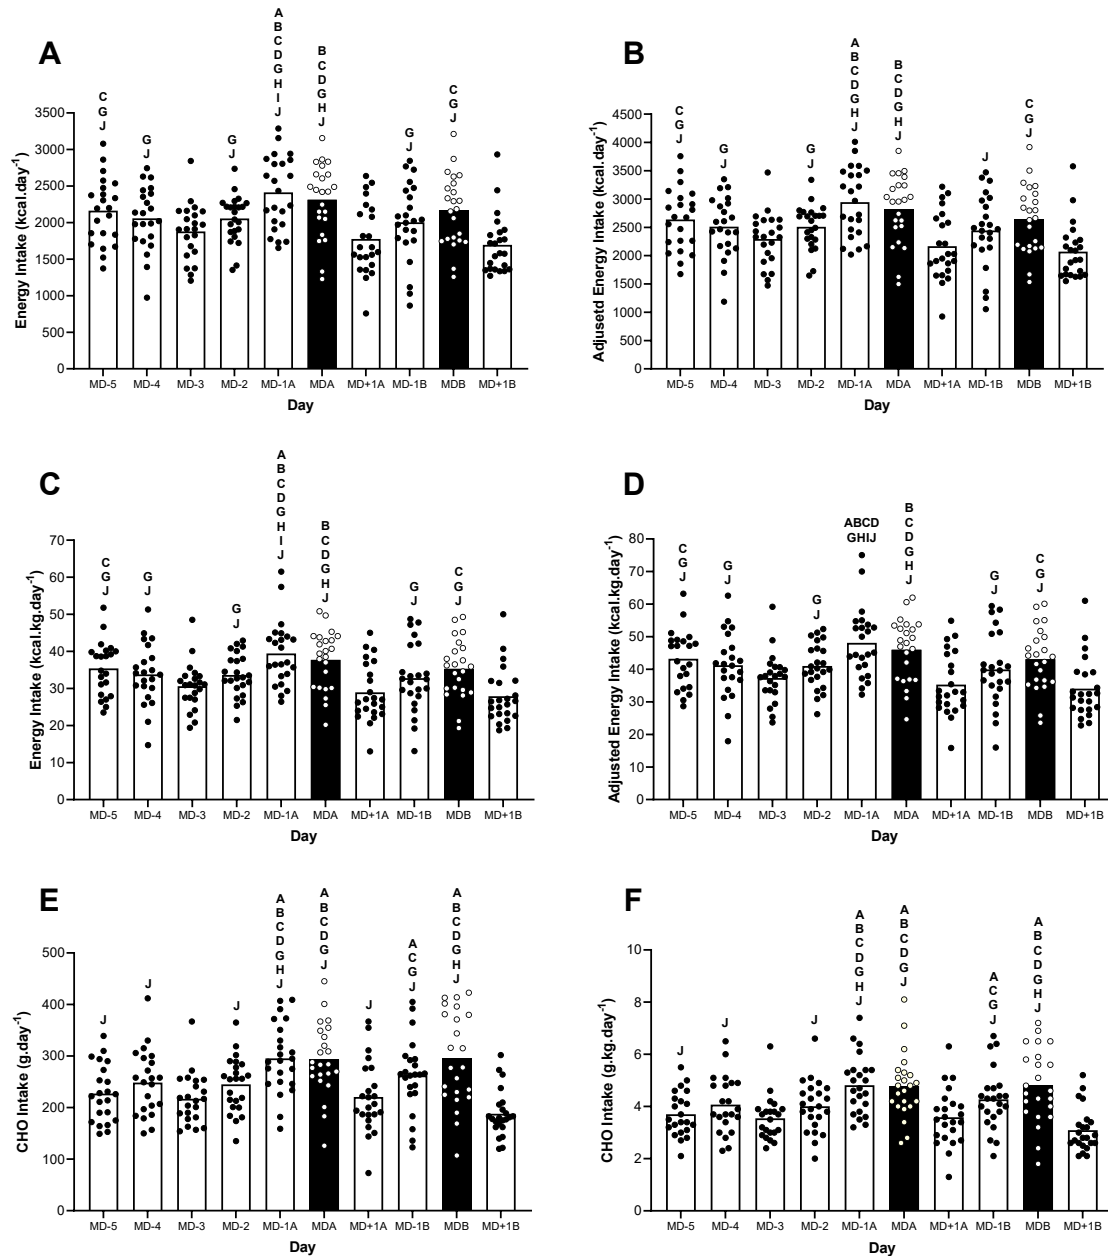 A
A
B
C
D
G
H
I
J
B
C
D
G
H
J
C
G
J
G
J
G
J
G
J
C
G
J
Energy Intake (kcal.day-1)
3500
3000
2500
2000
1500
1000
500
0
MD-5 MD-4 MD-3 MD-2 MD-1A MDA MD+1A MD-1B MDB MD+1B
Day
B
A
B
C
D
G
H
J
B
C
D
G
H
J
C
G
J
G
J
G
J
J
C
G
J
Adjusetd Energy Intake (kcal.day-1)
4500
4000
3500
3000
2500
2000
1500
1000
500
0
MD-5 MD-4 MD-3 MD-2 MD-1A MDA MD+1A MD-1B MDB MD+1B
Day
C
A
B
C
D
G
H
I
J
B
C
D
G
H
J
C
G
J
G
J
G
J
G
J
C
G
J
Energy Intake (kcal.kg.day-1)
70
60
50
40
30
20
10
0
MD-5 MD-4 MD-3 MD-2 MD-1A MDA MD+1A MD-1B MDB MD+1B
Day
D
ABCD
GHIJ
B
C
D
G
H
J
C
G
J
G
J
G
J
G
J
C
G
J
Adjusted Energy Intake (kcal.kg.day-1)
80
70
60
50
40
30
20
10
0
MD-5 MD-4 MD-3 MD-2 MD-1A MDA MD+1A MD-1B MDB MD+1B
Day
E
J
J
J
A
B
C
D
G
H
J
A
B
C
D
G
J
J
A
C
G
J
A
B
C
D
G
H
J
CHO Intake (g.day-1)
500
400
300
200
100
0
MD-5 MD-4 MD-3 MD-2 MD-1A MDA MD+1A MD-1B MDB MD+1B
Day
F
J
J
J
A
B
C
D
G
H
J
A
B
C
D
G
J
A
C
G
J
A
B
C
D
G
H
J
CHO Intake (g.kg.day-1)
10
8
6
4
2
0
MD-5 MD-4 MD-3 MD-2 MD-1A MDA MD+1A MD-1B MDB MD+1B
Day